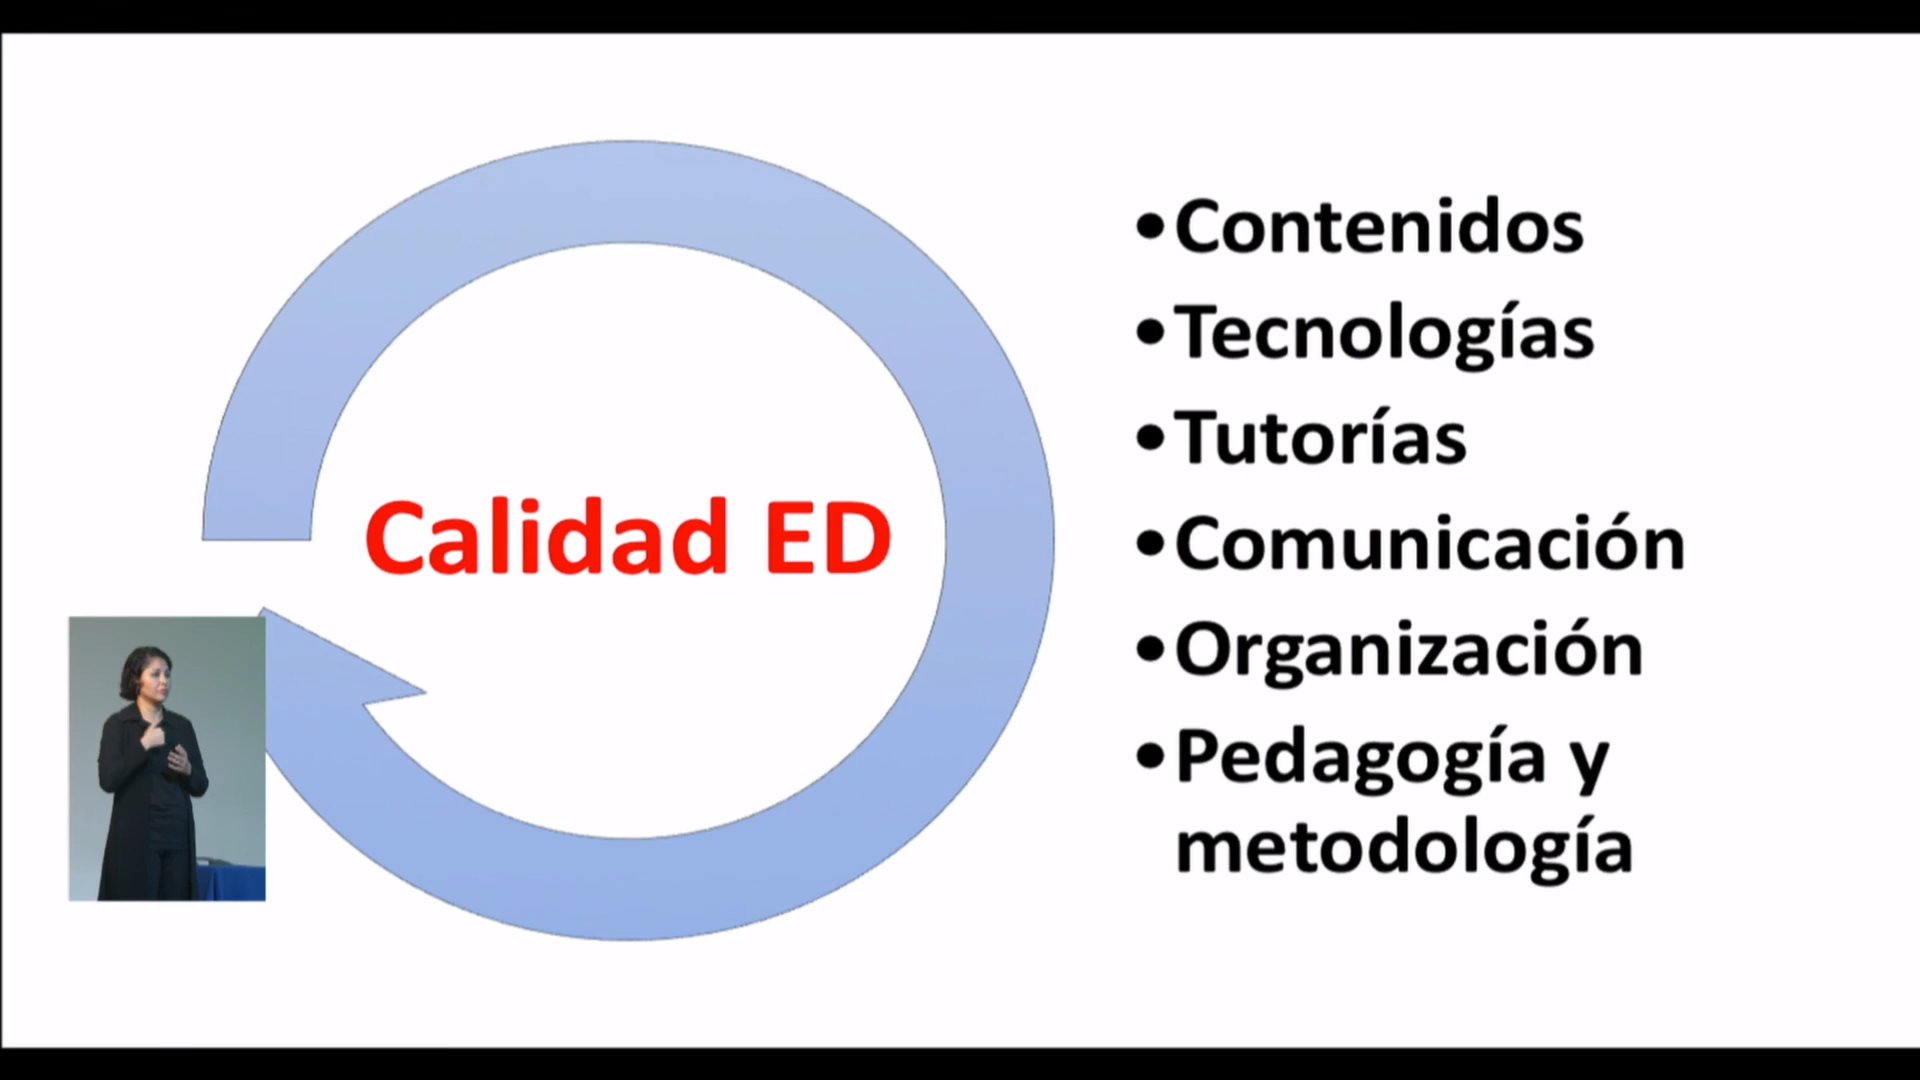 Calidad ED
•Contenidos
•Tecnologías
•Tutorías
•Comunicación
•Organización
•Pedagogía y
metodología